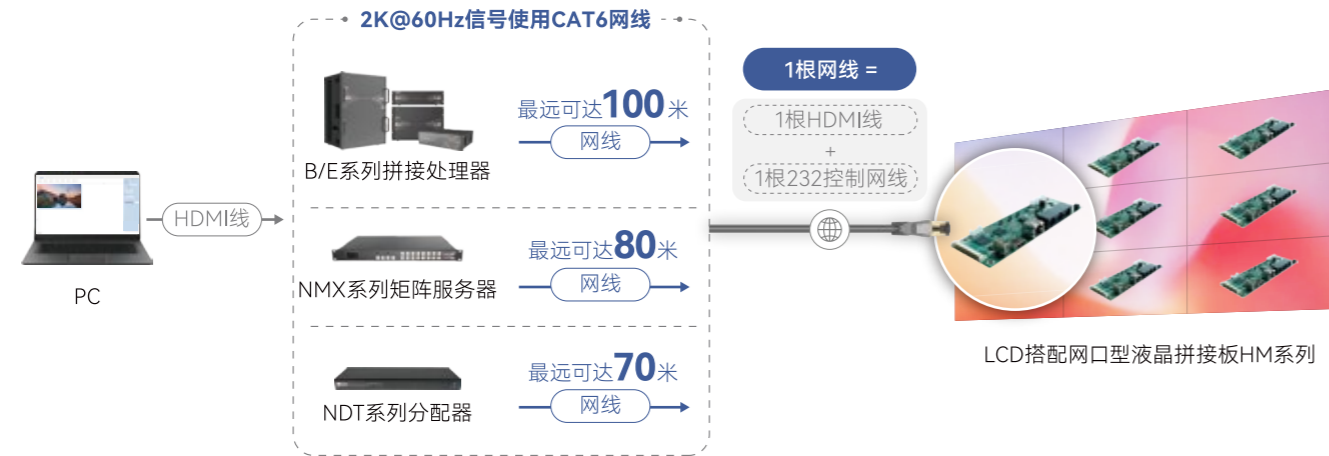 2K@60Hz信号使用CAT6网线
PC
HDMI线
B/E系列拼接处理器
最远可达100米
网线
NMX系列矩阵服务器
最远可达80米
网线
NDT系列分配器
最远可达70米
网线
1根网线 =
1根HDMI线
+
1根232控制网线
LCD搭配网口型液晶拼接板HM系列